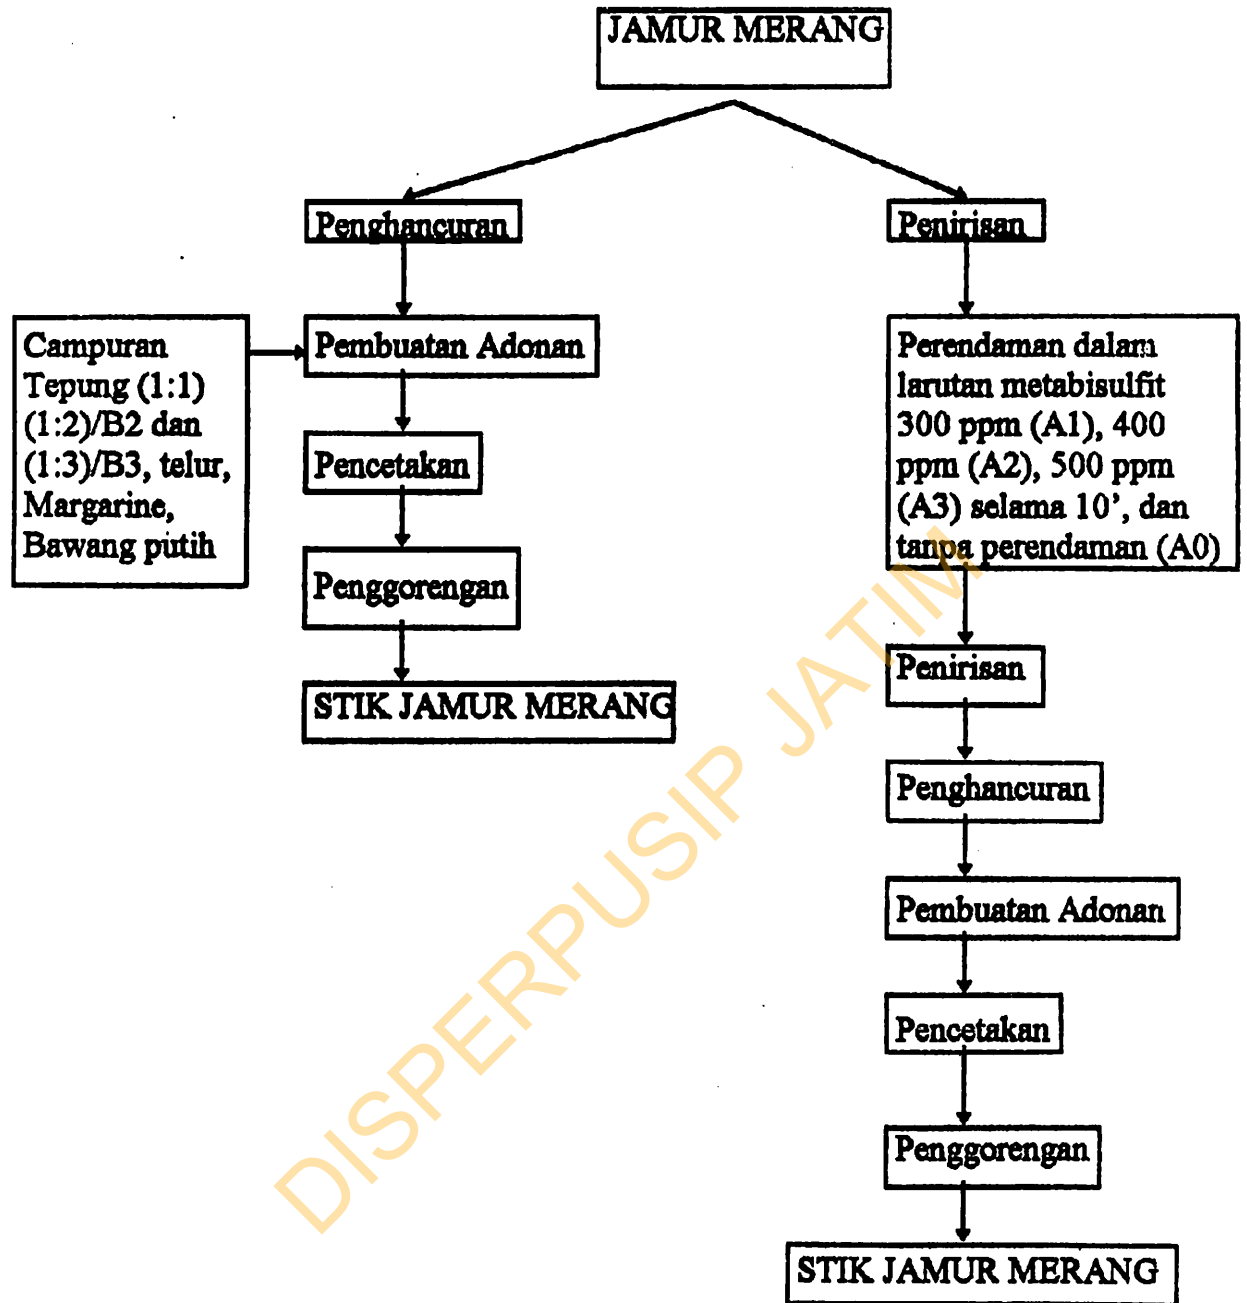 JAMUR MERANG
Penghancuran
Penirisan
Campuran
Tepung (1:1)
(1:2)/B2 dan
(1:3)/B3, telur,
Margarine,
Bawang putih
Pembuatan Adonan
Pencetakan
Penggorengan
STIK JAMUR MERANG
Perendaman dalam
larutan metabisulfit
300 ppm (A1), 400
ppm (A2), 500 ppm
(A3) selama 10', dan
tanpa perendaman (A0)
Penirisan
Penghancuran
Pembuatan Adonan
Pencetakan
Penggorengan
STIK JAMUR MERANG
DISPERPUSIP JATIM